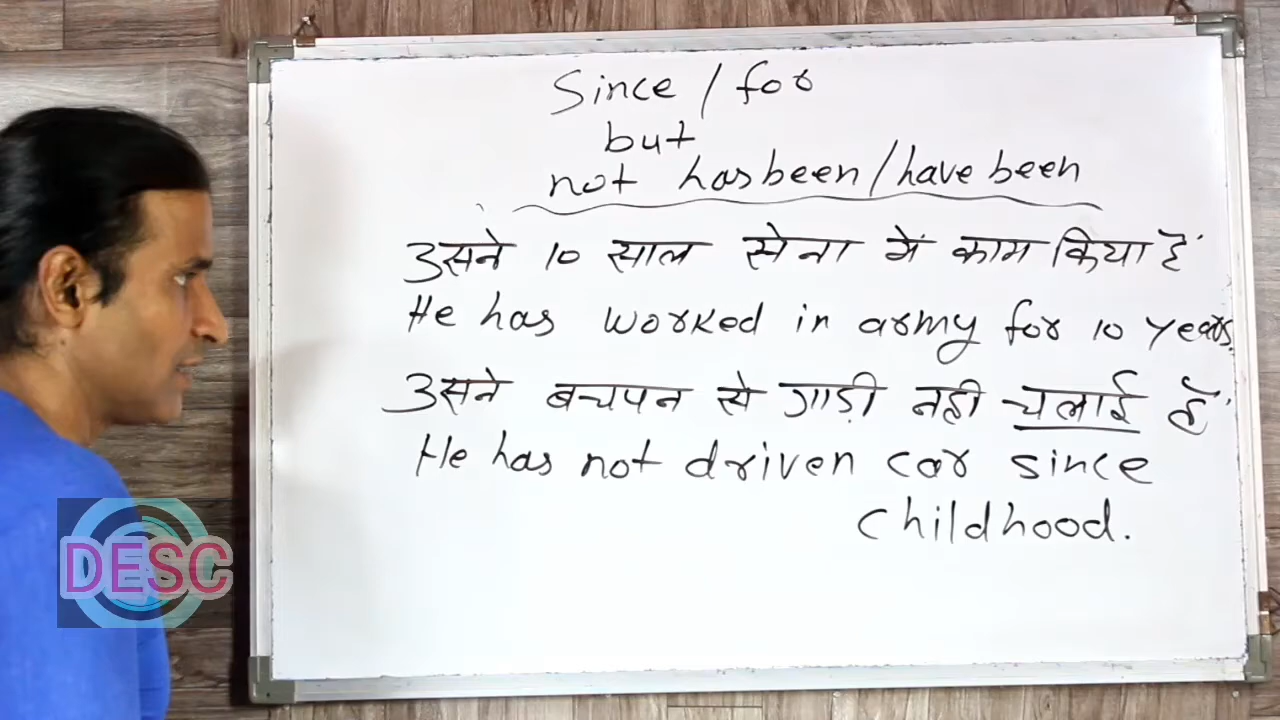 Since / for
but
not has been / have been
उसने 10 साल सेना में काम किया हैं
He has worked in army for 10 years.
उसने बचपन से गाड़ी नही चलाई हैं
He has not driven car since
childhood.
DESC